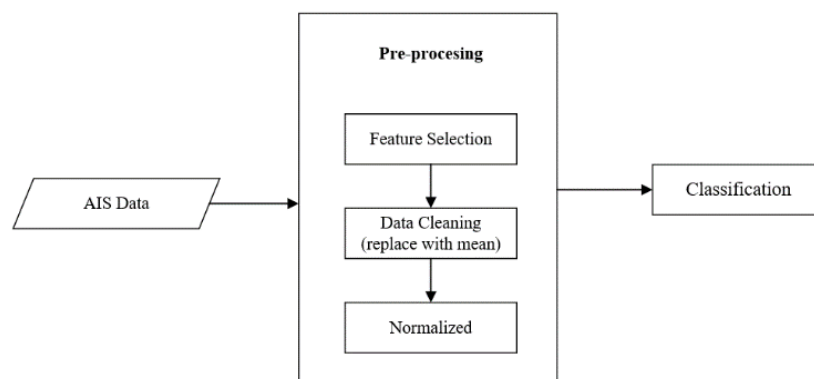 AIS Data
Pre-procesing
Feature Selection
Data Cleaning
(replace with mean)
Normalized
Classification